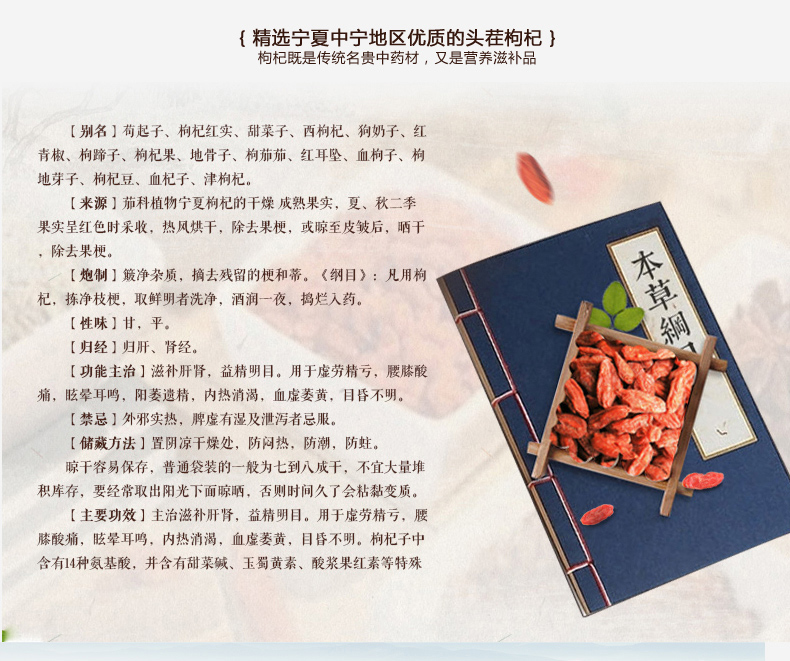 { 精选宁夏中宁地区优质的头茬枸杞 }
枸杞既是传统名贵中药材，又是营养滋补品
【别名】苟起子、枸杞红实、甜菜子、西枸杞、狗奶子、红
青椒、枸蹄子、枸杞果、地骨子、枸茄茄、红耳坠、血枸子、枸
地芽子、枸杞豆、血杞子、津枸杞。
【来源】茄科植物宁夏枸杞的干燥 成熟果实，夏、秋二季
果实呈红色时采收，热风烘干，除去果梗，或晾至皮皱后，晒干
，除去果梗。
【炮制】簸净杂质，摘去残留的梗和蒂。《纲目》：凡用枸
杞，拣净枝梗，取鲜明者洗净，酒润一夜，捣烂入药。
【性味】甘，平。
【归经】归肝、肾经。
【功能主治】滋补肝肾，益精明目。用于虚劳精亏，腰膝酸
痛，眩晕耳鸣，阳萎遗精，内热消渴，血虚萎黄，目昏不明。
【禁忌】外邪实热，脾虚有湿及泄泻者忌服。
【储藏方法】置阴凉干燥处，防闷热，防潮，防蛀。
晾干容易保存，普通袋装的一般为七到八成干，不宜大量堆
积库存，要经常取出阳光下面晾晒，否则时间久了会粘黏变质。
【主要功效】主治滋补肝肾，益精明目。用于虚劳精亏，腰
膝酸痛，眩晕耳鸣，内热消渴，血虚萎黄，目昏不明。枸杞子中
含有14种氨基酸，并含有甜菜碱、玉蜀黄素、酸浆果红素等特殊
本草綱